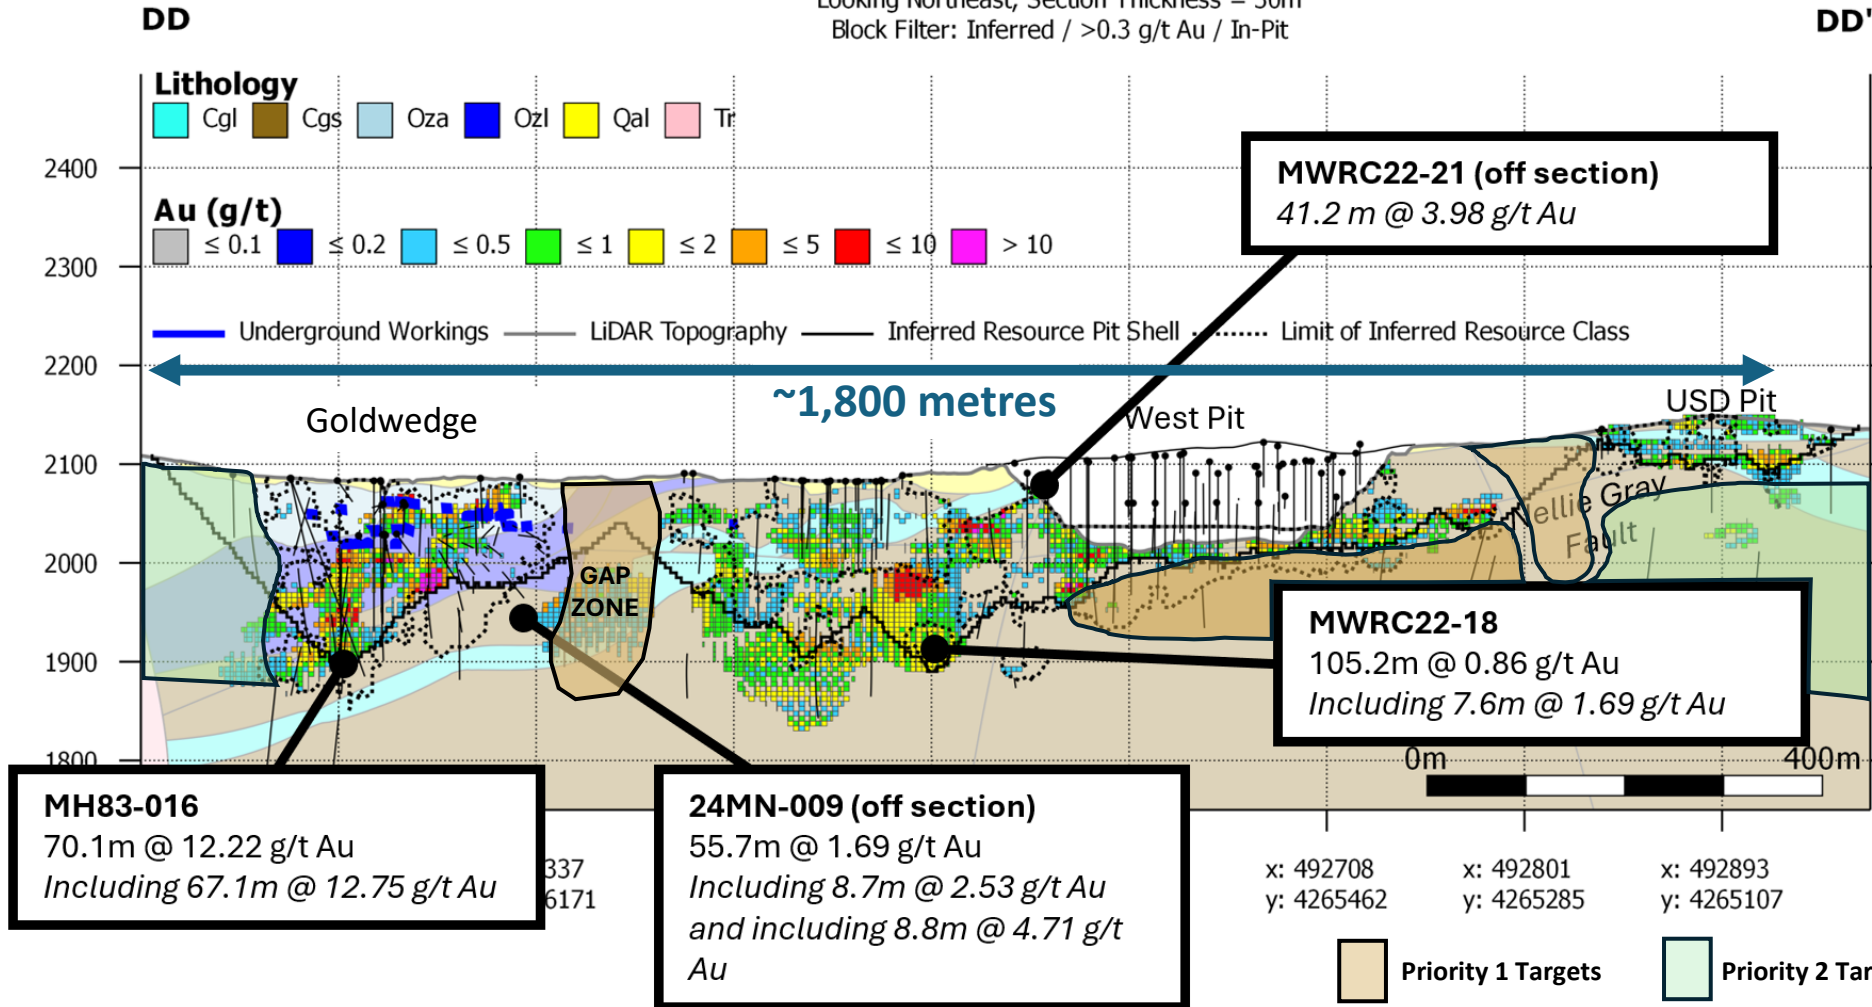 Looking Northeast, Section Thickness = 50m
DD
DD'
Block Filter: Inferred / >0.3 g/t Au / In-Pit
Lithology
Cgl Cgs Oza Ozl Qal Tr
Au (g/t)
≤ 0.1 ≤ 0.2 ≤ 0.5 ≤ 1 ≤ 2 ≤ 5 ≤ 10 > 10
Underground Workings LiDAR Topography Inferred Resource Pit Shell Limit of Inferred Resource Class
MWRC22-21 (off section)
41.2 m @ 3.98 g/t Au
2400
2300
2200
2100
2000
1900
1800
~1,800 metres
Goldwedge
West Pit
USD Pit
GAP
ZONE
Nellie Gray
Fault
MWRC22-18
105.2m @ 0.86 g/t Au
Including 7.6m @ 1.69 g/t Au
0m 400m
MH83-016
70.1m @ 12.22 g/t Au
Including 67.1m @ 12.75 g/t Au
24MN-009 (off section)
55.7m @ 1.69 g/t Au
Including 8.7m @ 2.53 g/t Au
and including 8.8m @ 4.71 g/t
Au
337
6171
x: 492708 x: 492801 x: 492893
y: 4265462 y: 4265285 y: 4265107
Priority 1 Targets
Priority 2 Tar